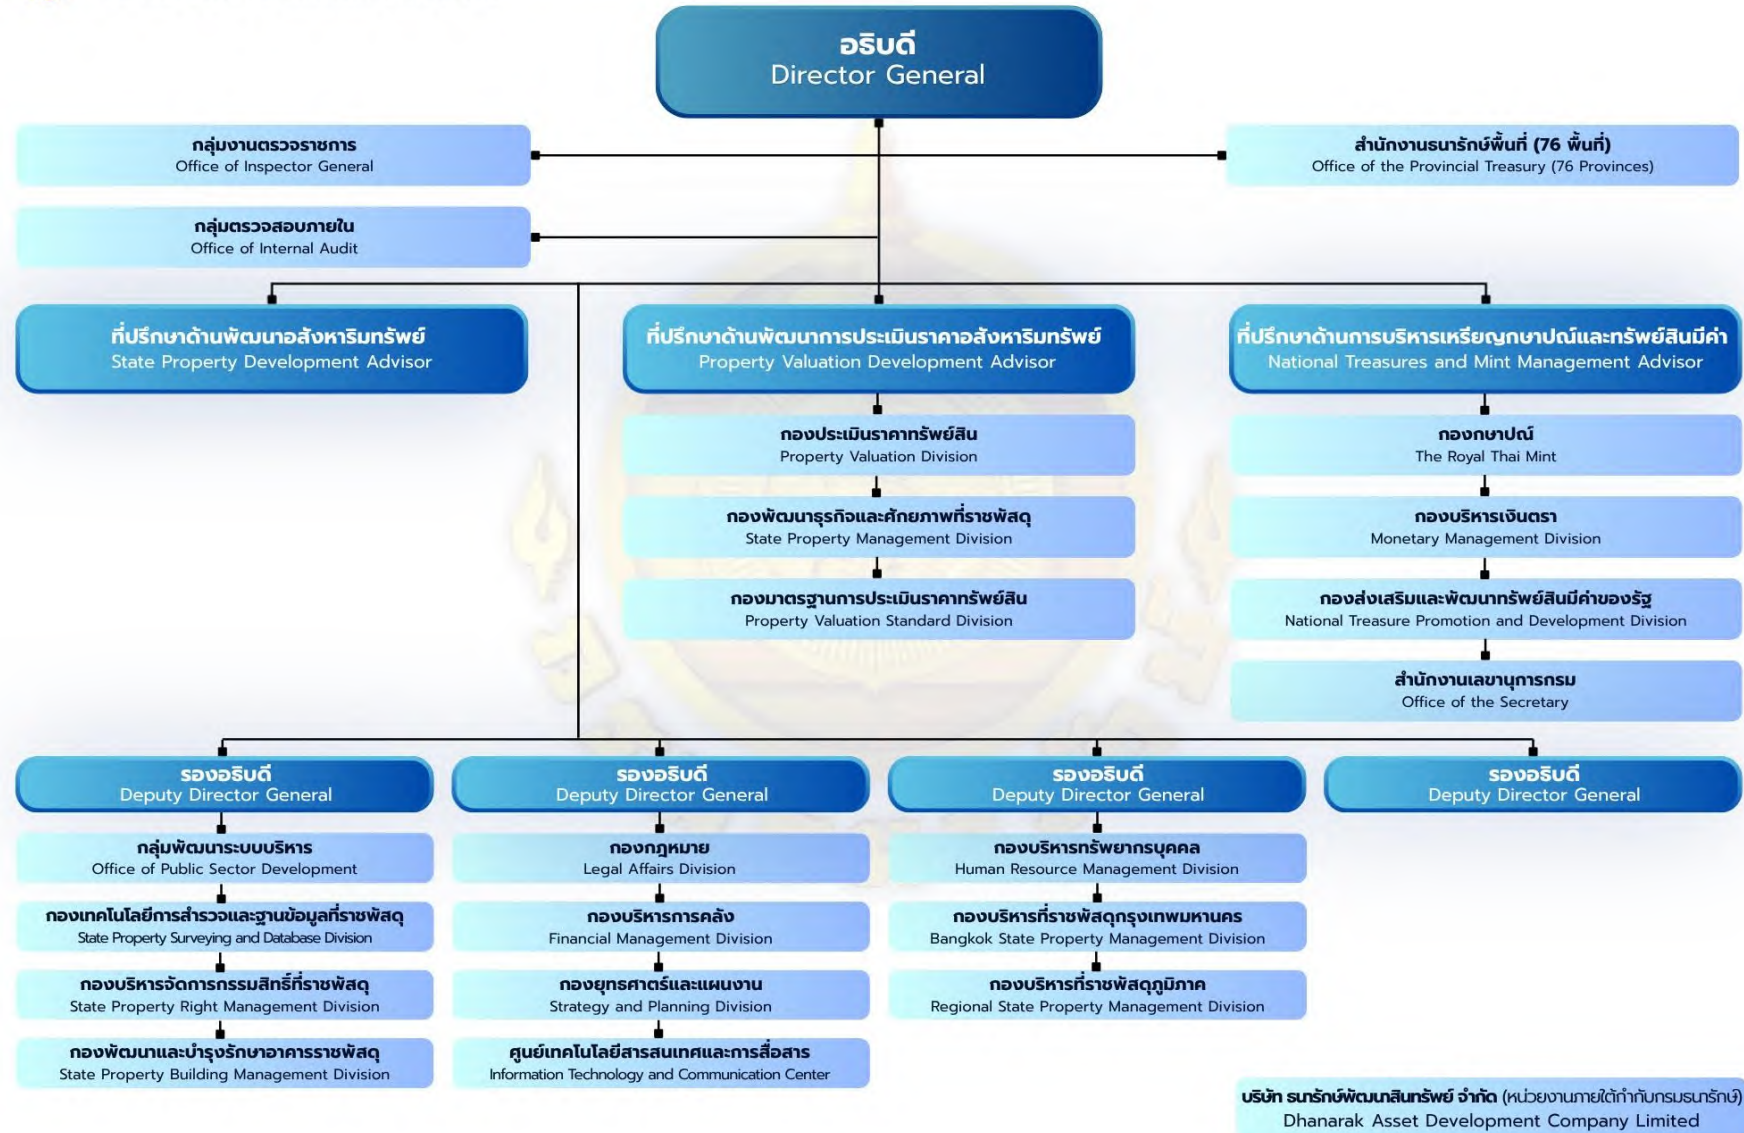 อธิบดี
Director General
กลุ่มงานตรวจราชการ
Office of Inspector General
สำนักงานธนารักษ์พื้นที่ (76 พื้นที่)
Office of the Provincial Treasury (76 Provinces)
กลุ่มตรวจสอบภายใน
Office of Internal Audit
ที่ปรึกษาด้านพัฒนาอสังหาริมทรัพย์
State Property Development Advisor
ที่ปรึกษาด้านพัฒนาการประเมินราคาอสังหาริมทรัพย์
Property Valuation Development Advisor
ที่ปรึกษาด้านการบริหารเหรียญกษาปณ์และทรัพย์สินมีค่า
National Treasures and Mint Management Advisor
กองประเมินราคาทรัพย์สิน
Property Valuation Division
กองพัฒนาธุรกิจและศักยภาพที่ราชพัสดุ
State Property Management Division
กองมาตรฐานการประเมินราคาทรัพย์สิน
Property Valuation Standard Division
กองกษาปณ์
The Royal Thai Mint
กองบริหารเงินตรา
Monetary Management Division
กองส่งเสริมและพัฒนาทรัพย์สินมีค่าของรัฐ
National Treasure Promotion and Development Division
สำนักงานเลขานุการกรม
Office of the Secretary
รองอธิบดี
Deputy Director General
กลุ่มพัฒนาระบบบริหาร
Office of Public Sector Development
กองเทคโนโลยีการสำรวจและฐานข้อมูลที่ราชพัสดุ
State Property Surveying and Database Division
กองบริหารจัดการกรรมสิทธิ์ที่ราชพัสดุ
State Property Right Management Division
กองพัฒนาและบำรุงรักษาอาคารราชพัสดุ
State Property Building Management Division
รองอธิบดี
Deputy Director General
กองกฎหมาย
Legal Affairs Division
กองบริหารการคลัง
Financial Management Division
กองยุทธศาตร์และแผนงาน
Strategy and Planning Division
ศูนย์เทคโนโลยีสารสนเทศและการสื่อสาร
Information Technology and Communication Center
รองอธิบดี
Deputy Director General
กองบริหารทรัพยากรบุคคล
Human Resource Management Division
กองบริหารที่ราชพัสดุกรุงเทพมหานคร
Bangkok State Property Management Division
กองบริหารที่ราชพัสดุภูมิภาค
Regional State Property Management Division
รองอธิบดี
Deputy Director General
บริษัท ธนารักษ์พัฒนาสินทรัพย์ จำกัด (หน่วยงานภายใต้กำกับกรมธนารักษ์)
Dhanarak Asset Development Company Limited